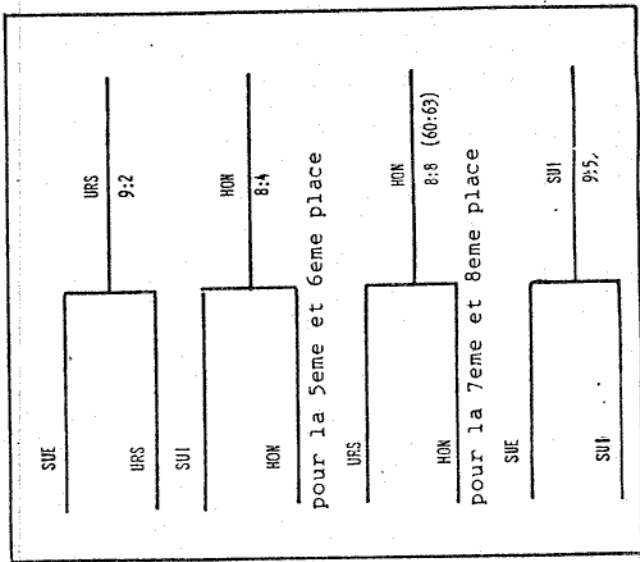 SUE
URS
9:2
URS
SUI
HON
8:4
HON
pour la 5eme et 6eme place
URS
HON
8:8 (60:63)
HON
pour la 7eme et 8eme place
SUE
SUI
9:5,
SUI